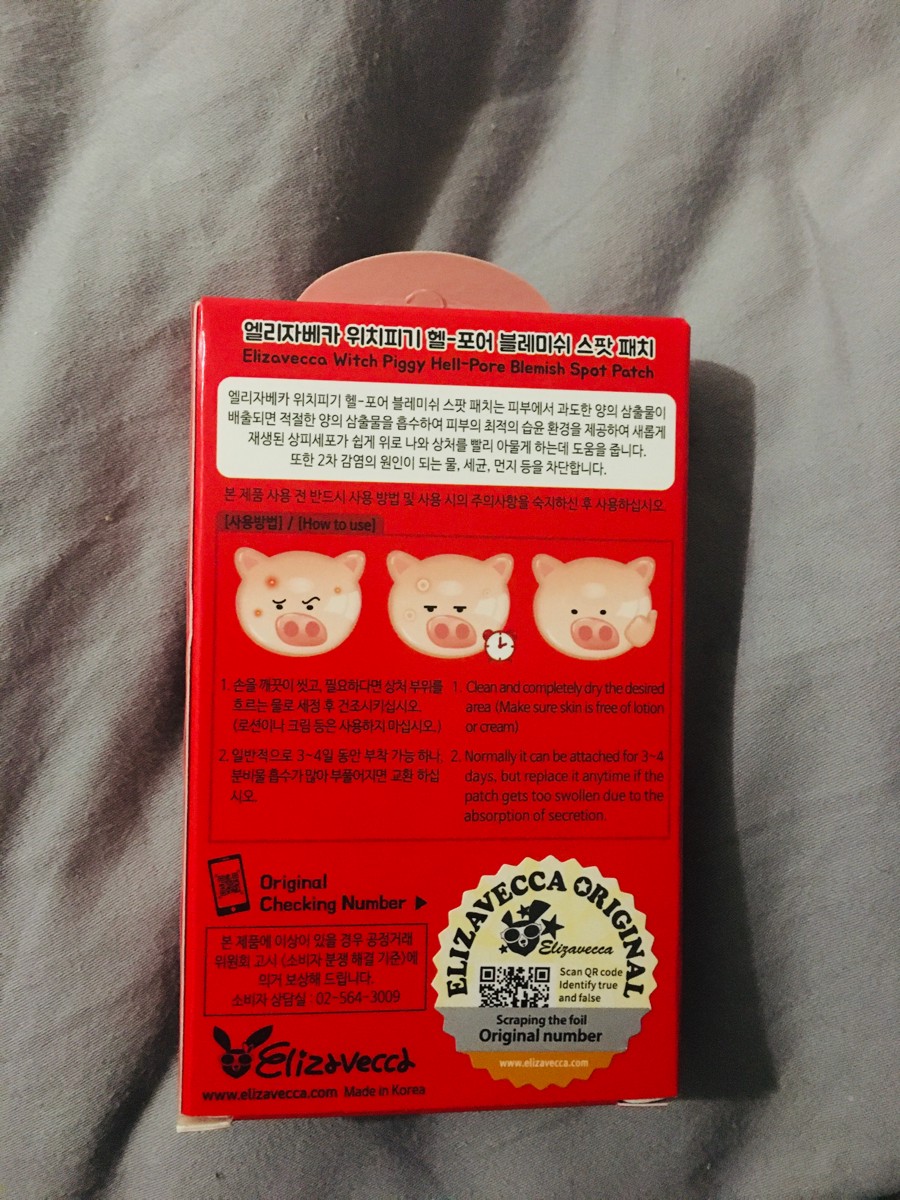 엘리자베카 위치피기 헬-포어 블레미쉬 스팟 패치
Elizavecca Witch Piggy Hell-Pore Blemish Spot Patch
엘리자베카 위치피기 헬-포어 블레미쉬 스팟 패치는 피부에서 과도한 양의 삼출물이
배출되면 적절한 양의 삼출물을 흡수하여 피부의 최적의 습윤 환경을 제공하여 새롭게
재생된 상피세포가 쉽게 위로 나와 상처를 빨리 아물게 하는데 도움을 줍니다.
또한 2차 감염의 원인이 되는 물, 세균, 먼지 등을 차단합니다.
본 제품 사용 전 반드시 사용 방법 및 사용 시의 주의사항을 숙지하신 후 사용하십시오.
[사용방법] / [How to use]
1. 손을 깨끗이 씻고, 필요하다면 상처 부위를
흐르는 물로 세정 후 건조시키십시오.
(로션이나 크림 등은 사용하지 마십시오.)
2. 일반적으로 3~4일 동안 부착 가능 하나,
분비물 흡수가 많아 부풀어지면 교환 하십
시오.
1. Clean and completely dry the desired
area (Make sure skin is free of lotion
or cream)
2. Normally it can be attached for 3~4
days, but replace it anytime if the
patch gets too swollen due to the
absorption of secretion.
Original
Checking Number ▶
본 제품에 이상이 있을 경우 공정거래
위원회 고시 (소비자 분쟁 해결 기준)에
의거 보상해 드립니다.
소비자 상담실 : 02-564-3009
Elizavecca
www.elizavecca.com Made in Korea
ELIZAVECCA ORIGINAL
Elizavecca
Scan QR code
Identify true
and false
Scraping the foil
Original number
www.elizavecca.com